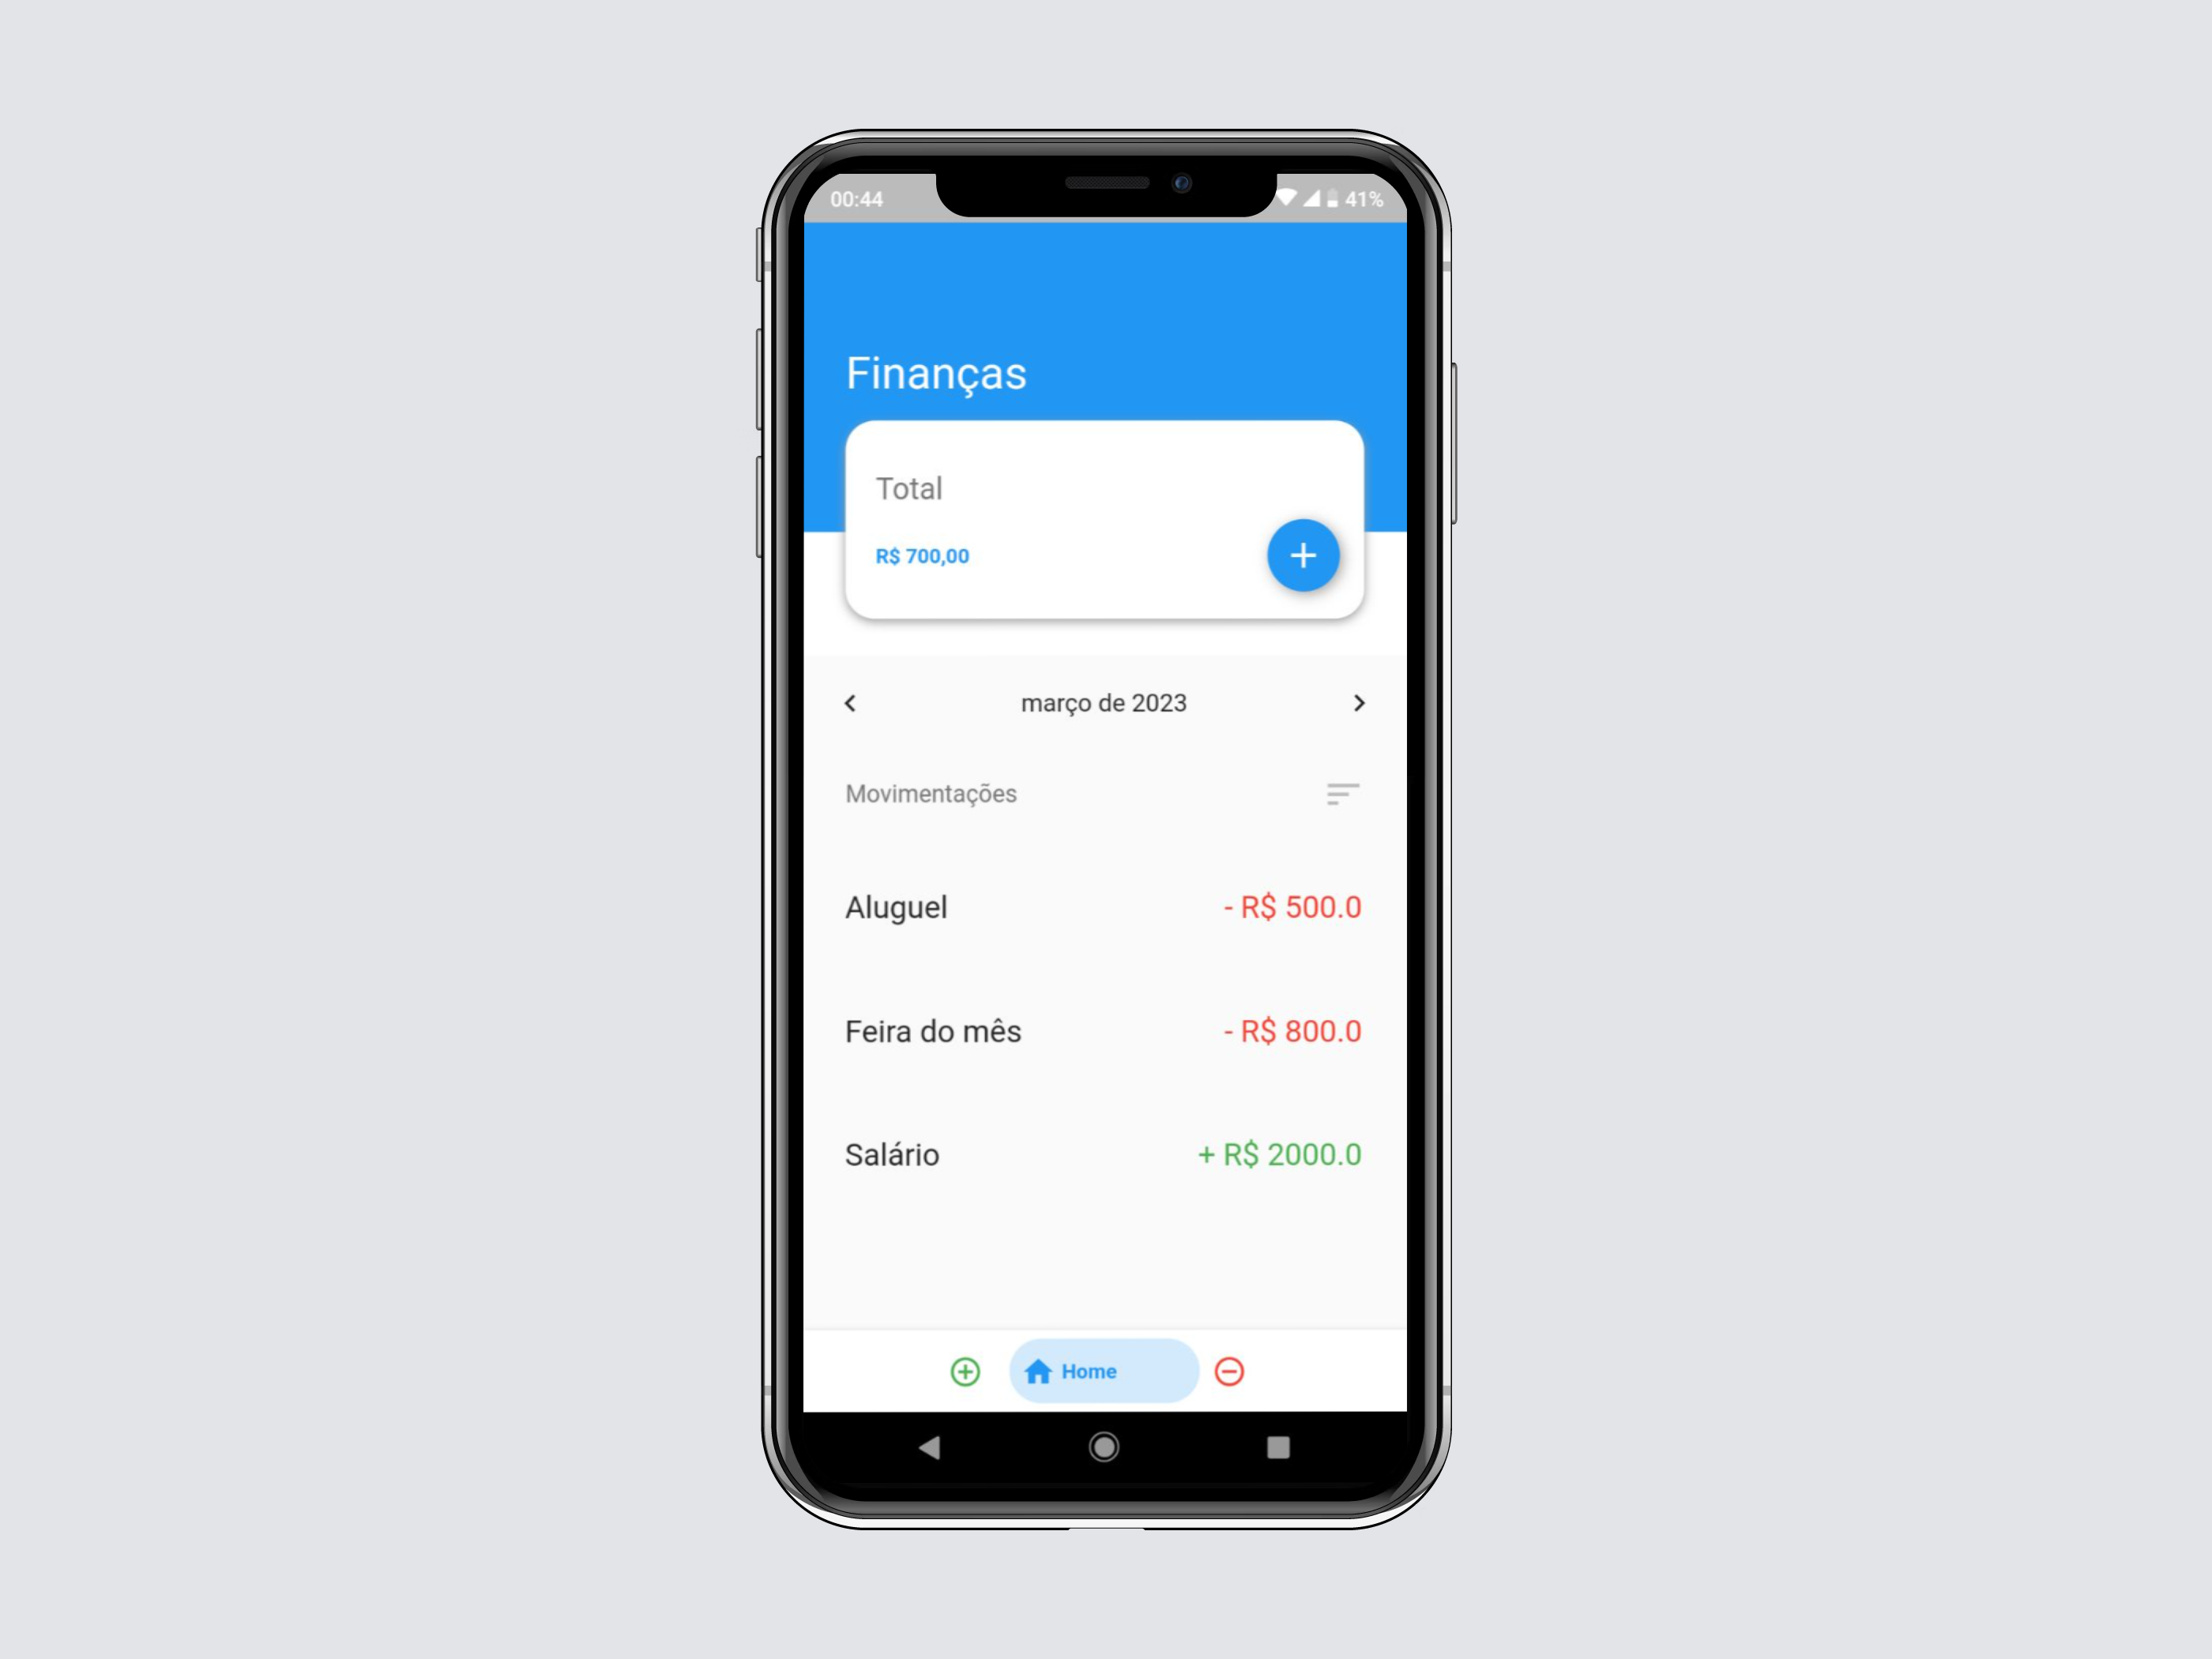 00:44 41%
Finanças
Total
R$ 700,00
março de 2023
Movimentações
Aluguel - R$ 500.0
Feira do mês - R$ 800.0
Salário + R$ 2000.0
Home